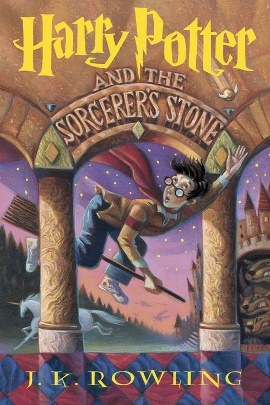 Harry Potter
AND THE
SORCERER'S STONE
J. K. ROWLING